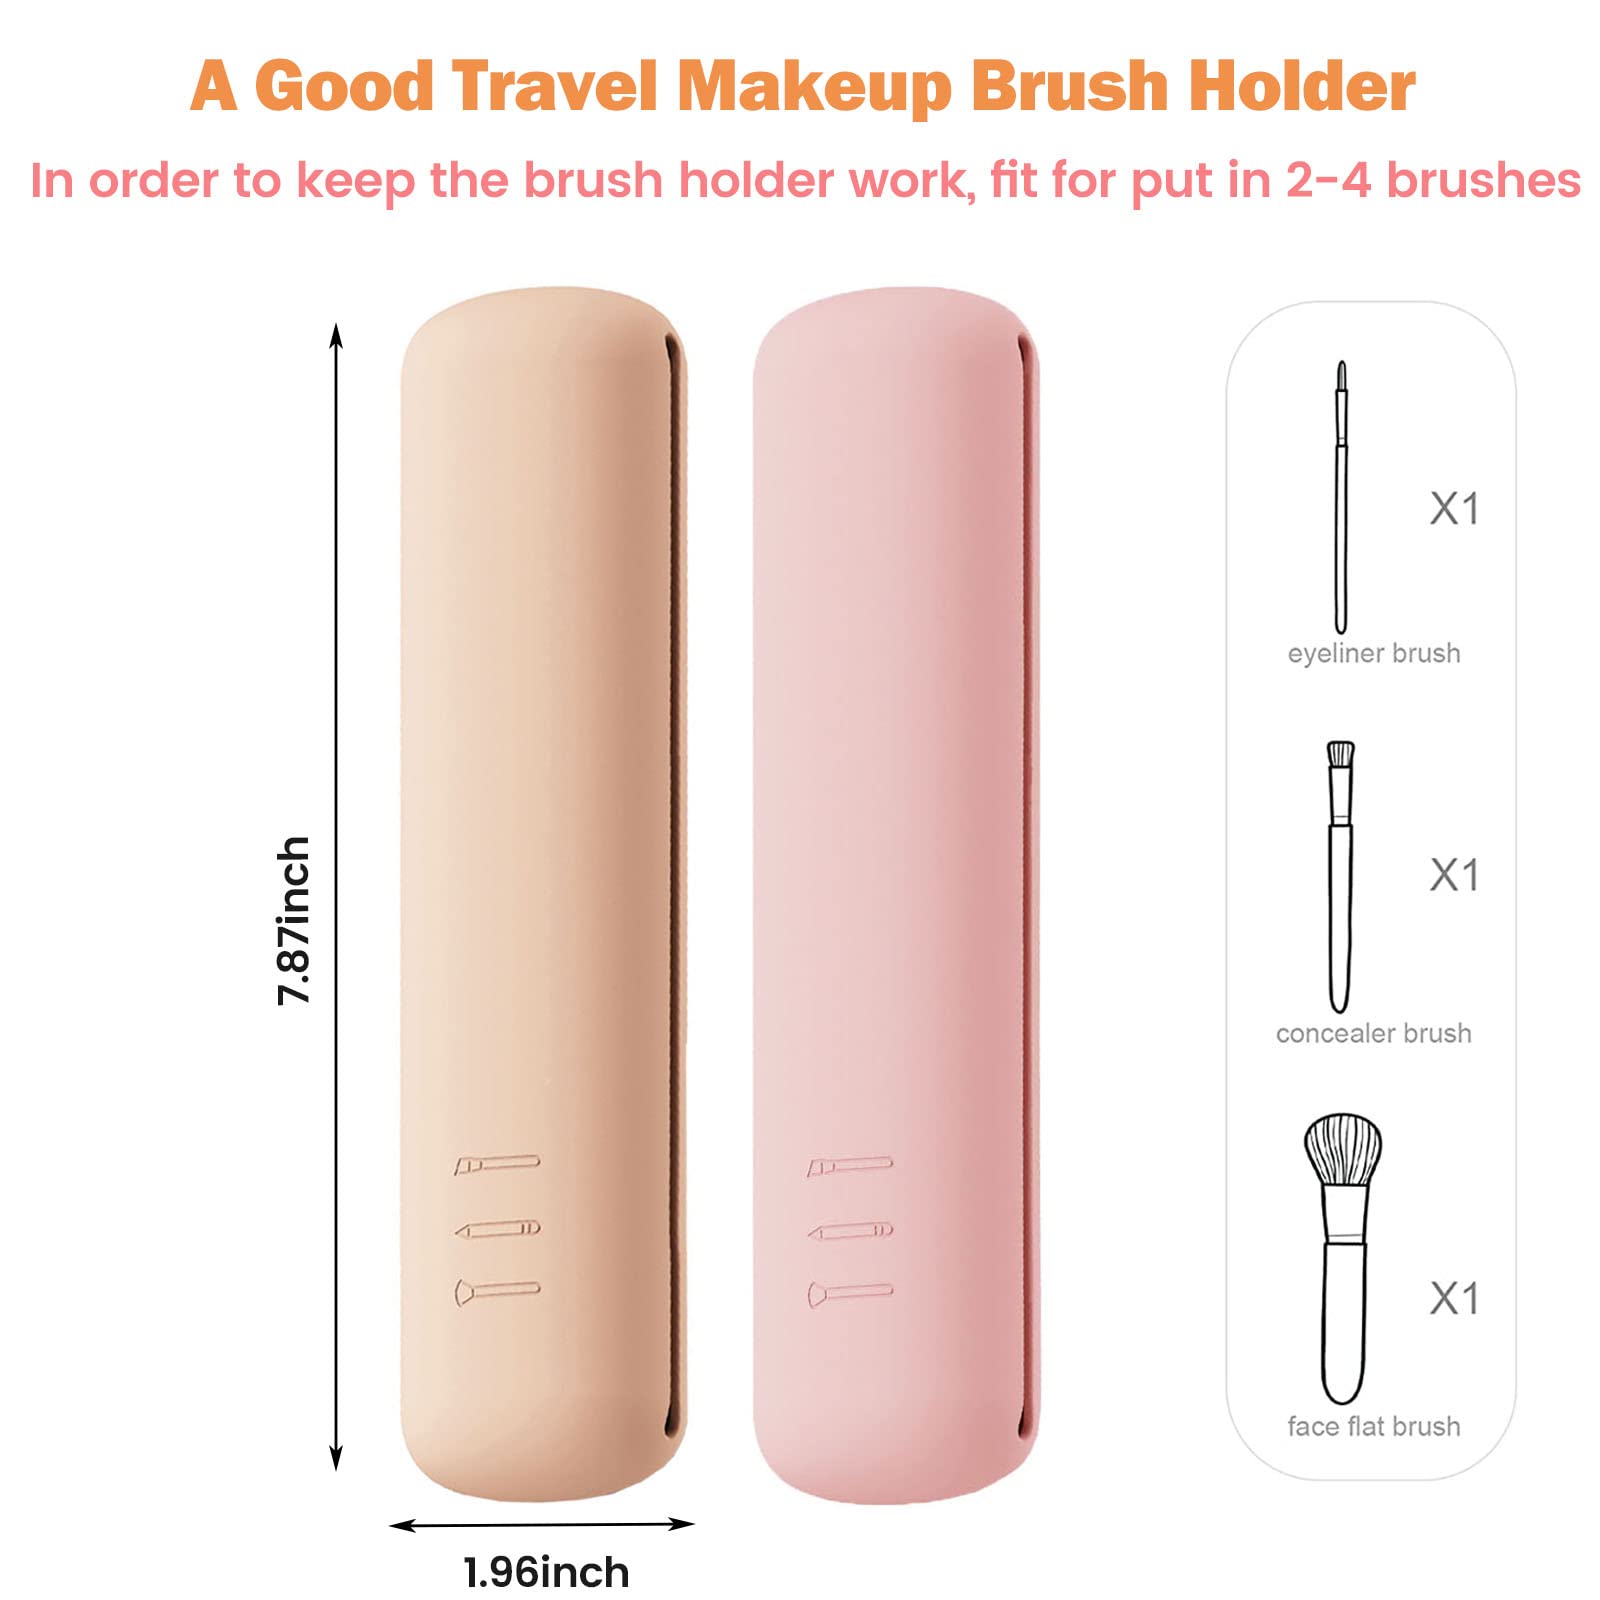 A Good Travel Makeup Brush Holder
In order to keep the brush holder work, fit for put in 2-4 brushes
7.87inch
1.96inch
X1
eyeliner brush
X1
concealer brush
X1
face flat brush